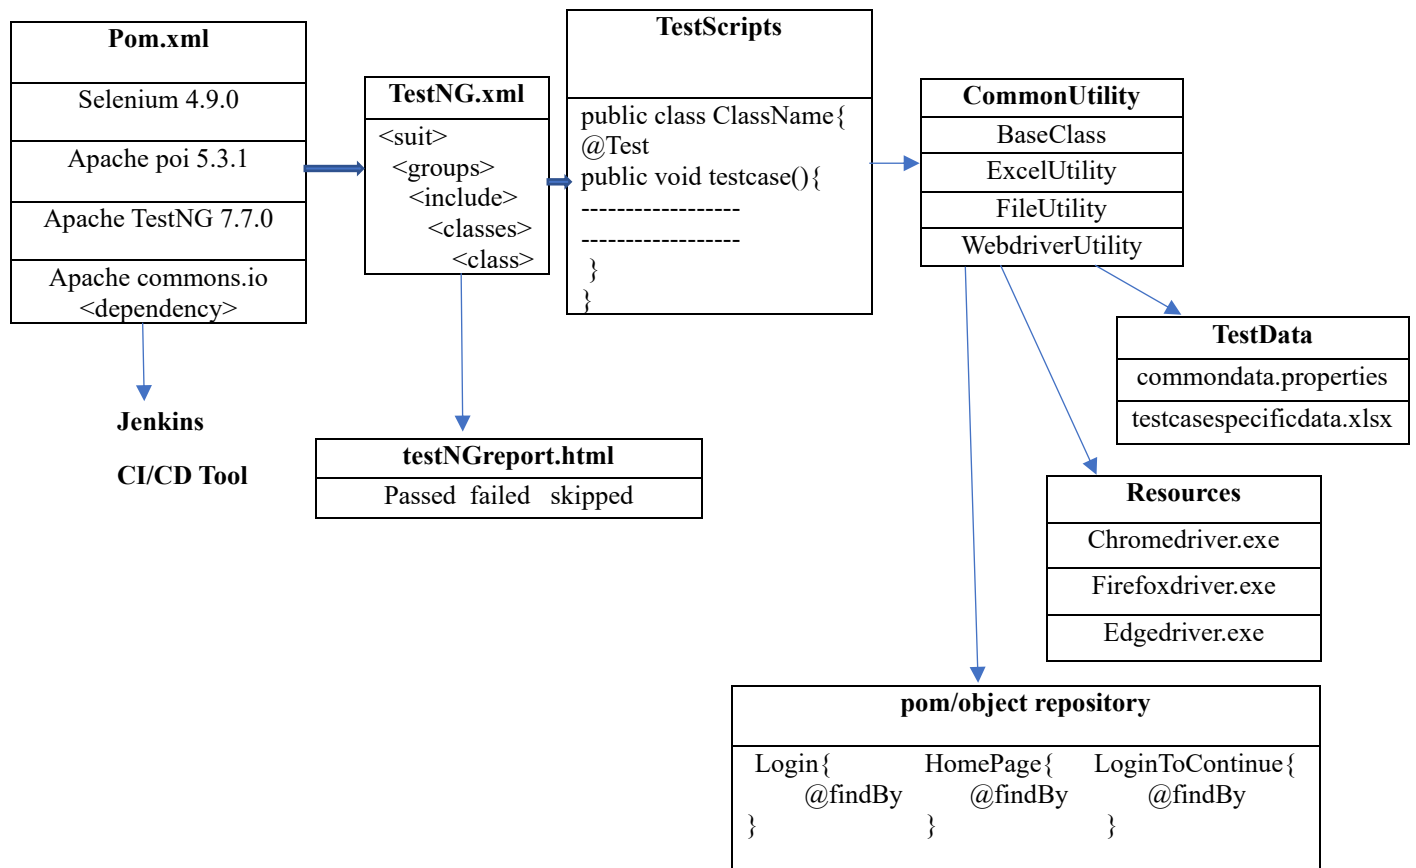 Pom.xml
Selenium 4.9.0
Apache poi 5.3.1
Apache TestNG 7.7.0
Apache commons.io
<dependency>
Jenkins
CI/CD Tool
TestNG.xml
<suit>
<groups>
<include>
<classes>
<class>
testNGreport.html
Passed failed skipped
TestScripts
public class ClassName{
@Test
public void testcase(){
------------------
------------------
}
}
CommonUtility
BaseClass
ExcelUtility
FileUtility
WebdriverUtility
TestData
commondata.properties
testcasespecificdata.xlsx
Resources
Chromedriver.exe
Firefoxdriver.exe
Edgedriver.exe
pom/object repository
Login{ HomePage{ LoginToContinue{
@findBy @findBy @findBy
} } }